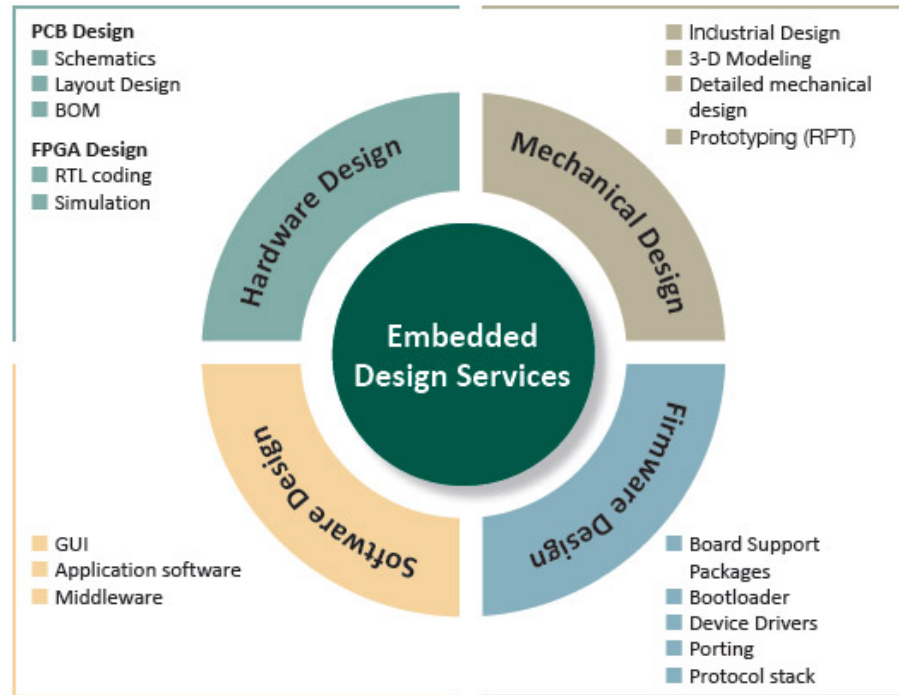 PCB Design
Schematics
Layout Design
BOM
FPGA Design
RTL coding
Simulation
Industrial Design
3-D Modeling
Detailed mechanical
design
Prototyping (RPT)
Hardware Design
Mechanical Design
Embedded
Design Services
Software Design
Firmware Design
GUI
Application software
Middleware
Board Support
Packages
Bootloader
Device Drivers
Porting
Protocol stack